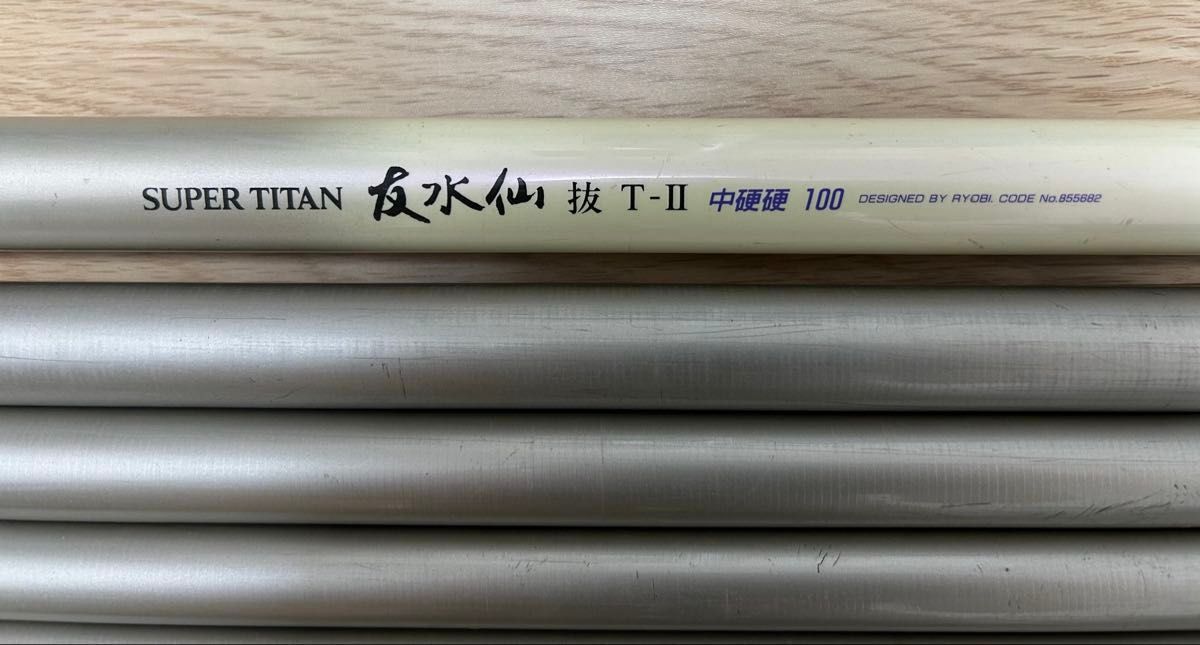 SUPER TITAN 友水仙 抜 T-II 中硬硬 100 DESIGNED BY RYOBI. CODE No.855682